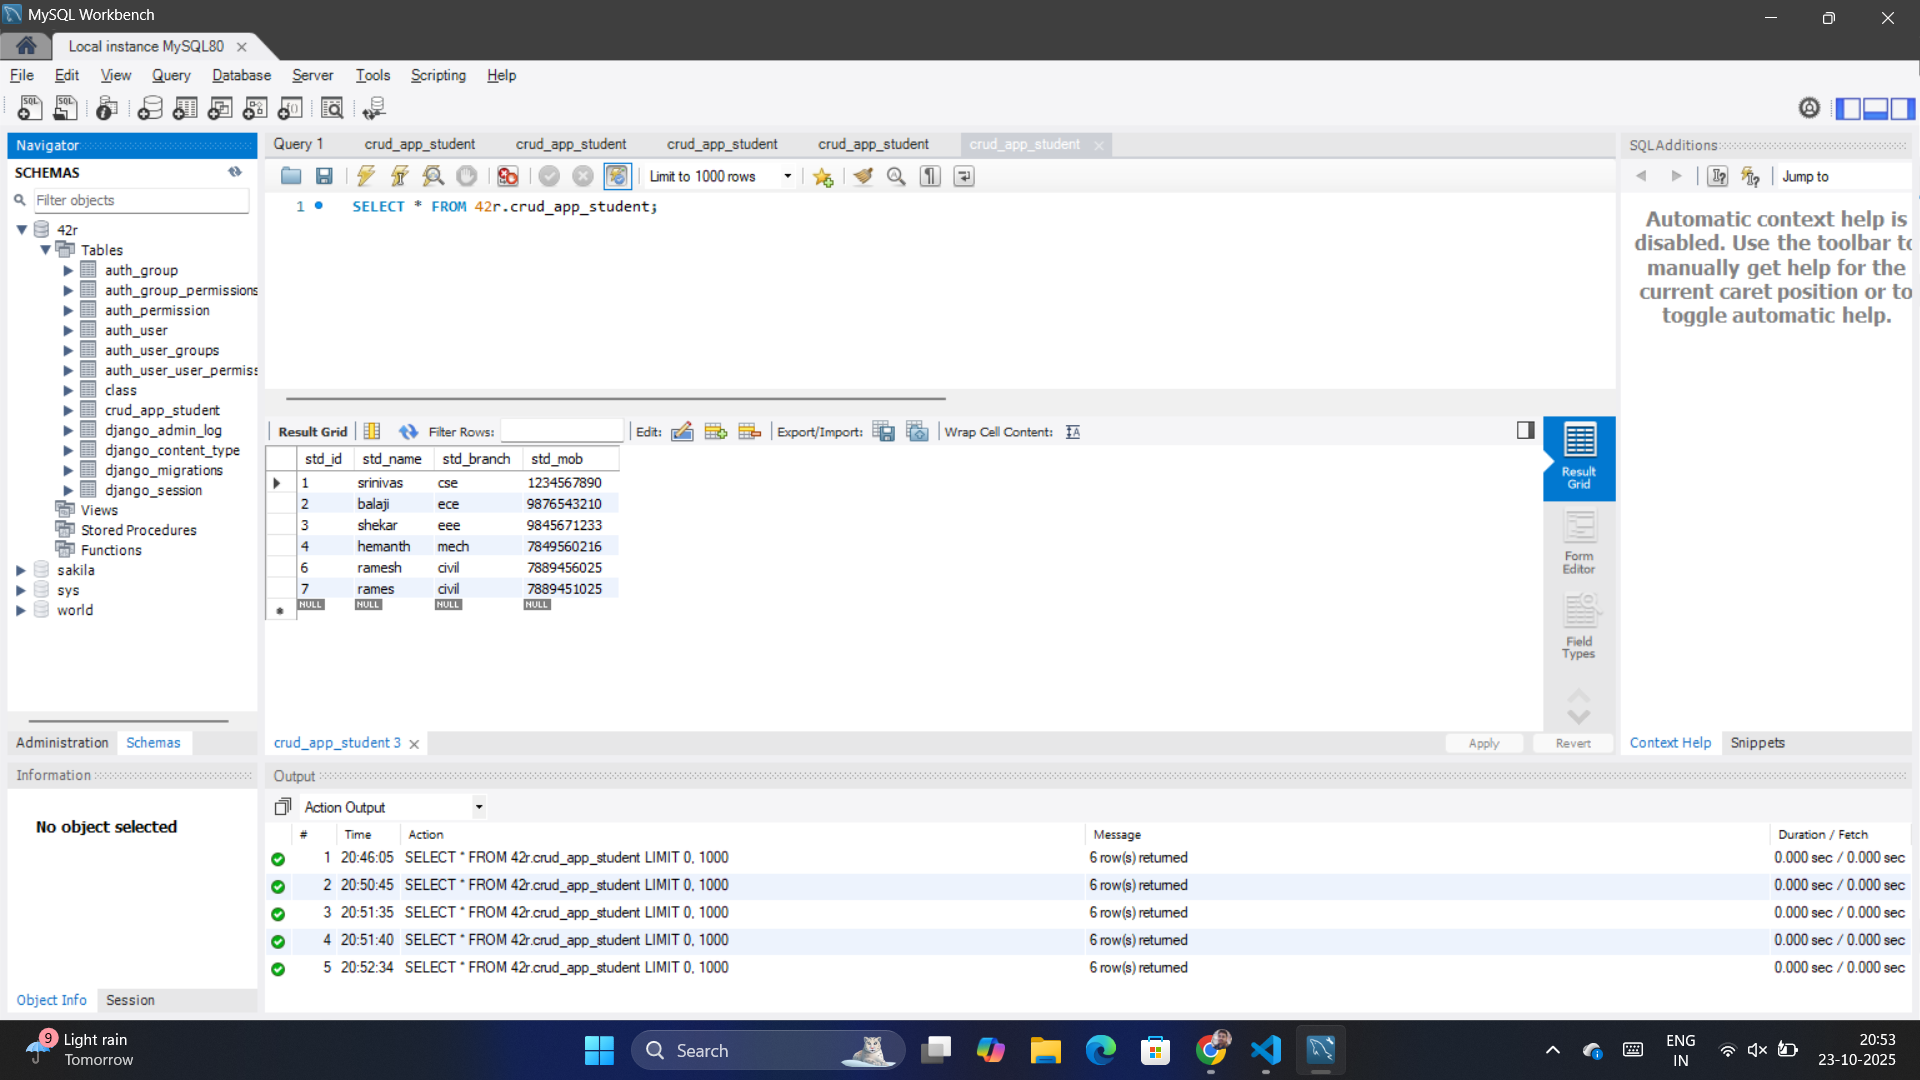 MySQL Workbench
Local instance MySQL80
File Edit View Query Database Server Tools Scripting Help
Navigator
SCHEMAS
Filter objects
42r
Tables
auth_group
auth_group_permissions
auth_permission
auth_user
auth_user_groups
auth_user_user_permiss
class
crud_app_student
django_admin_log
django_content_type
django_migrations
django_session
Views
Stored Procedures
Functions
sakila
sys
world
Administration Schemas
Information
No object selected
Object Info Session
Query 1 crud_app_student crud_app_student crud_app_student crud_app_student crud_app_student
Limit to 1000 rows
1 SELECT * FROM 42r.crud_app_student;
Result Grid Filter Rows: Edit: Export/Import: Wrap Cell Content:
std_id std_name std_branch std_mob
1 srinivas cse 1234567890
2 balaji ece 9876543210
3 shekar eee 9845671233
4 hemanth mech 7849560216
6 ramesh civil 7889456025
7 rames civil 7889451025
NULL NULL NULL NULL
Result
Grid
Form
Editor
Field
Types
crud_app_student 3
Apply Revert
SQLAdditions
Jump to
Automatic context help is
disabled. Use the toolbar to
manually get help for the
current caret position or to
toggle automatic help.
Context Help Snippets
Output
Action Output
# Time Action Message Duration / Fetch
1 20:46:05 SELECT * FROM 42r.crud_app_student LIMIT 0, 1000 6 row(s) returned 0.000 sec / 0.000 sec
2 20:50:45 SELECT * FROM 42r.crud_app_student LIMIT 0, 1000 6 row(s) returned 0.000 sec / 0.000 sec
3 20:51:35 SELECT * FROM 42r.crud_app_student LIMIT 0, 1000 6 row(s) returned 0.000 sec / 0.000 sec
4 20:51:40 SELECT * FROM 42r.crud_app_student LIMIT 0, 1000 6 row(s) returned 0.000 sec / 0.000 sec
5 20:52:34 SELECT * FROM 42r.crud_app_student LIMIT 0, 1000 6 row(s) returned 0.000 sec / 0.000 sec
9
Light rain
Tomorrow
Search
ENG
IN
20:53
23-10-2025